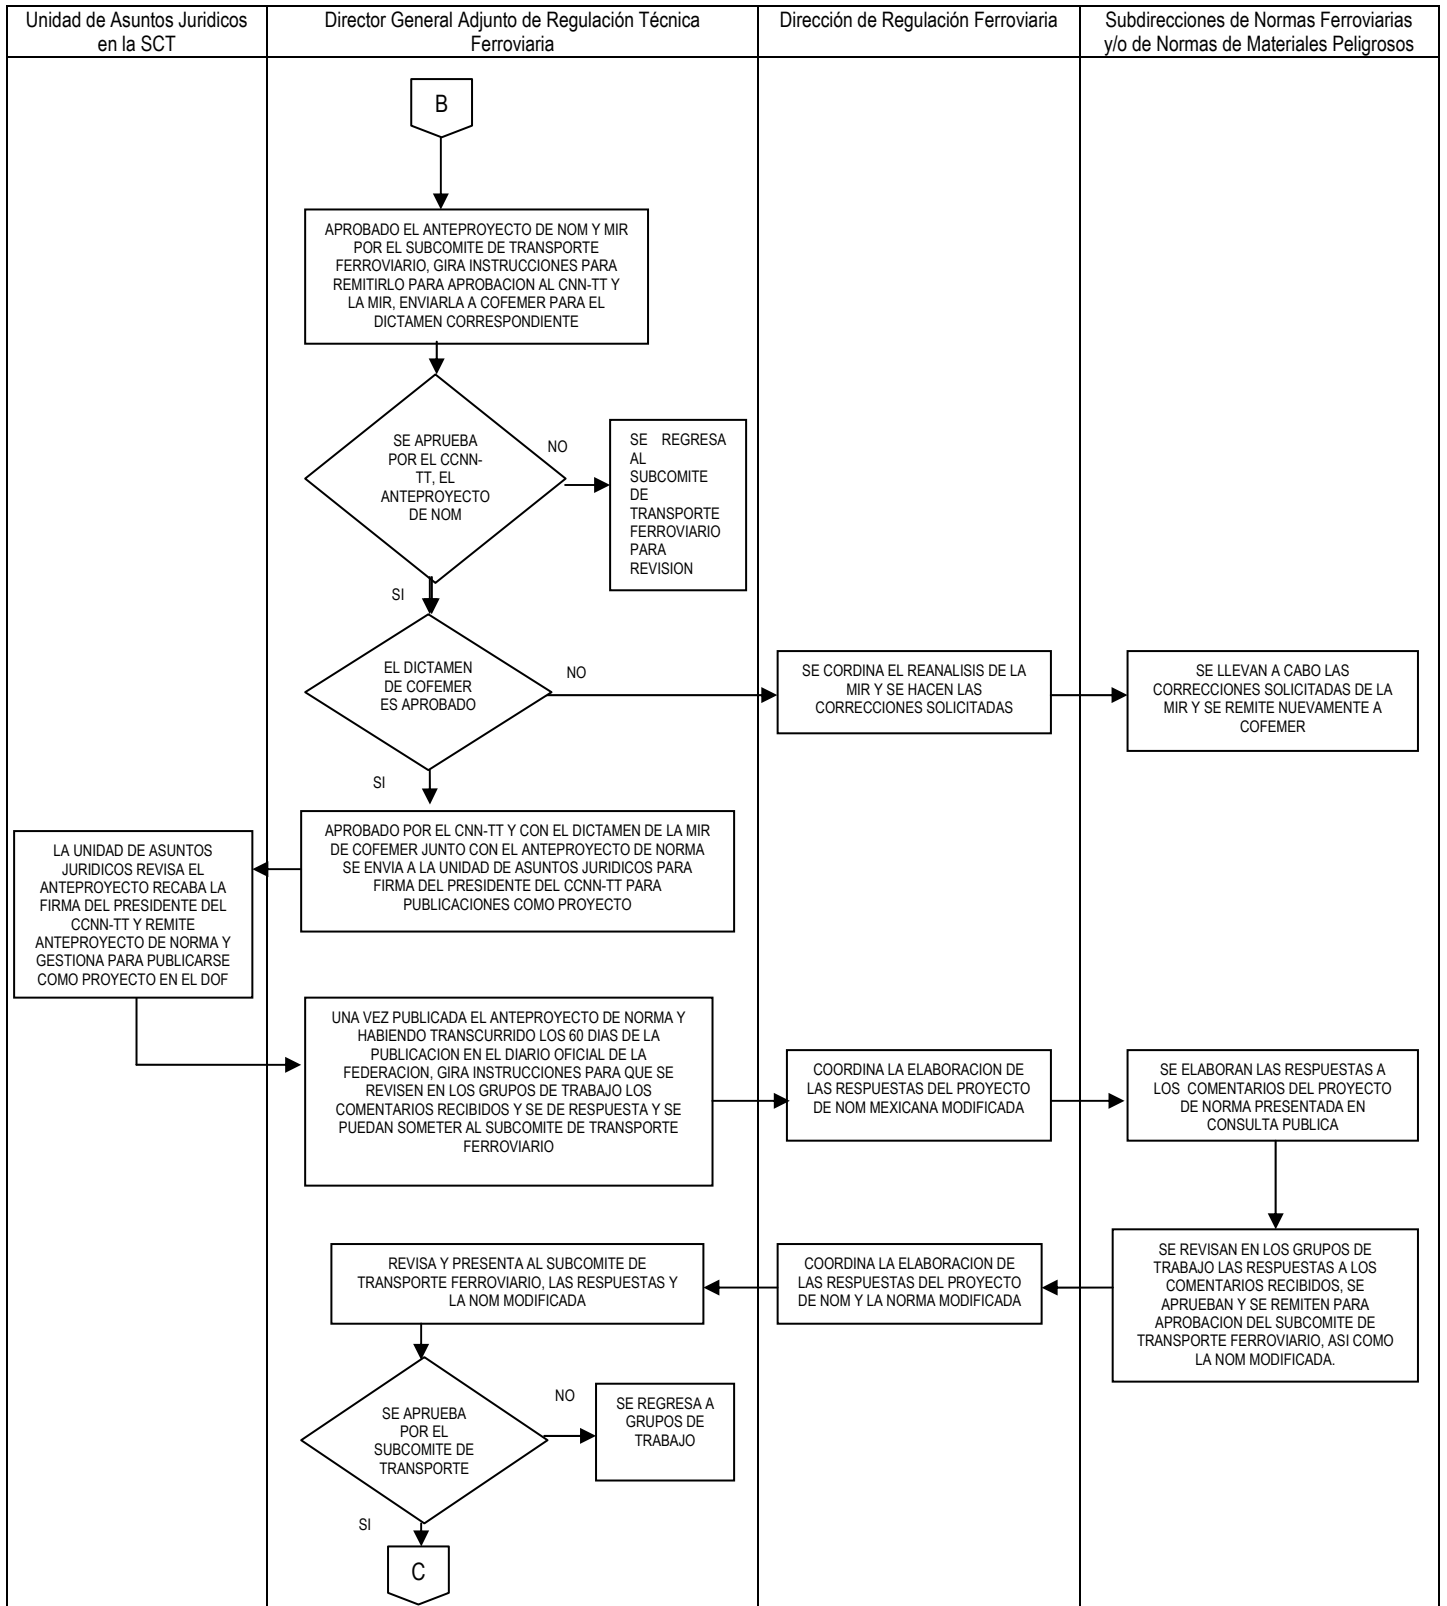 Unidad de Asuntos Juridicos
en la SCT
Director General Adjunto de Regulación Técnica
Ferroviaria
Dirección de Regulación Ferroviaria
Subdirecciones de Normas Ferroviarias
y/o de Normas de Materiales Peligrosos
B
APROBADO EL ANTEPROYECTO DE NOM Y MIR
POR EL SUBCOMITE DE TRANSPORTE
FERROVIARIO, GIRA INSTRUCCIONES PARA
REMITIRLO PARA APROBACION AL CNN-TT Y
LA MIR, ENVIARLA A COFEMER PARA EL
DICTAMEN CORRESPONDIENTE
SE APRUEBA
POR EL CCNN-
TT, EL
ANTEPROYECTO
DE NOM
NO
SE REGRESA
AL
SUBCOMITE
DE
TRANSPORTE
FERROVIARIO
PARA
REVISION
SI
EL DICTAMEN
DE COFEMER
ES APROBADO
NO
SE CORDINA EL REANALISIS DE LA
MIR Y SE HACEN LAS
CORRECCIONES SOLICITADAS
SE LLEVAN A CABO LAS
CORRECCIONES SOLICITADAS DE LA
MIR Y SE REMITE NUEVAMENTE A
COFEMER
SI
APROBADO POR EL CNN-TT Y CON EL DICTAMEN DE LA MIR
DE COFEMER JUNTO CON EL ANTEPROYECTO DE NORMA
SE ENVIA A LA UNIDAD DE ASUNTOS JURIDICOS PARA
FIRMA DEL PRESIDENTE DEL CCNN-TT PARA
PUBLICACIONES COMO PROYECTO
LA UNIDAD DE ASUNTOS
JURIDICOS REVISA EL
ANTEPROYECTO RECABA LA
FIRMA DEL PRESIDENTE DEL
CCNN-TT Y REMITE
ANTEPROYECTO DE NORMA Y
GESTIONA PARA PUBLICARSE
COMO PROYECTO EN EL DOF
UNA VEZ PUBLICADA EL ANTEPROYECTO DE NORMA Y
HABIENDO TRANSCURRIDO LOS 60 DIAS DE LA
PUBLICACION EN EL DIARIO OFICIAL DE LA
FEDERACION, GIRA INSTRUCCIONES PARA QUE SE
REVISEN EN LOS GRUPOS DE TRABAJO LOS
COMENTARIOS RECIBIDOS Y SE DE RESPUESTA Y SE
PUEDAN SOMETER AL SUBCOMITE DE TRANSPORTE
FERROVIARIO
COORDINA LA ELABORACION DE
LAS RESPUESTAS DEL PROYECTO
DE NOM MEXICANA MODIFICADA
SE ELABORAN LAS RESPUESTAS A
LOS COMENTARIOS DEL PROYECTO
DE NORMA PRESENTADA EN
CONSULTA PUBLICA
REVISA Y PRESENTA AL SUBCOMITE DE
TRANSPORTE FERROVIARIO, LAS RESPUESTAS Y
LA NOM MODIFICADA
COORDINA LA ELABORACION DE
LAS RESPUESTAS DEL PROYECTO
DE NOM Y LA NORMA MODIFICADA
SE REVISAN EN LOS GRUPOS DE
TRABAJO LAS RESPUESTAS A LOS
COMENTARIOS RECIBIDOS, SE
APRUEBAN Y SE REMITEN PARA
APROBACION DEL SUBCOMITE DE
TRANSPORTE FERROVIARIO, ASI COMO
LA NOM MODIFICADA.
SE APRUEBA
POR EL
SUBCOMITE DE
TRANSPORTE
NO
SE REGRESA A
GRUPOS DE
TRABAJO
SI
C